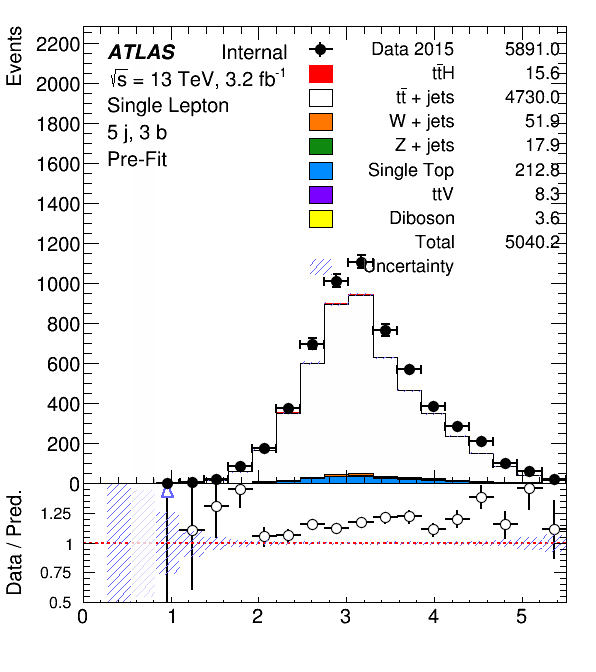 Events
2200
2000
1800
1600
1400
1200
1000
800
600
400
200
0
ATLAS Internal
√s = 13 TeV, 3.2 fb-1
Single Lepton
5 j, 3 b
Pre-Fit
Data 2015 5891.0
tt̄H 15.6
tt̄ + jets 4730.0
W + jets 51.9
Z + jets 17.9
Single Top 212.8
ttV 8.3
Diboson 3.6
Total 5040.2
Uncertainty
Data / Pred.
1.25
1
0.75
0.5
0 1 2 3 4 5